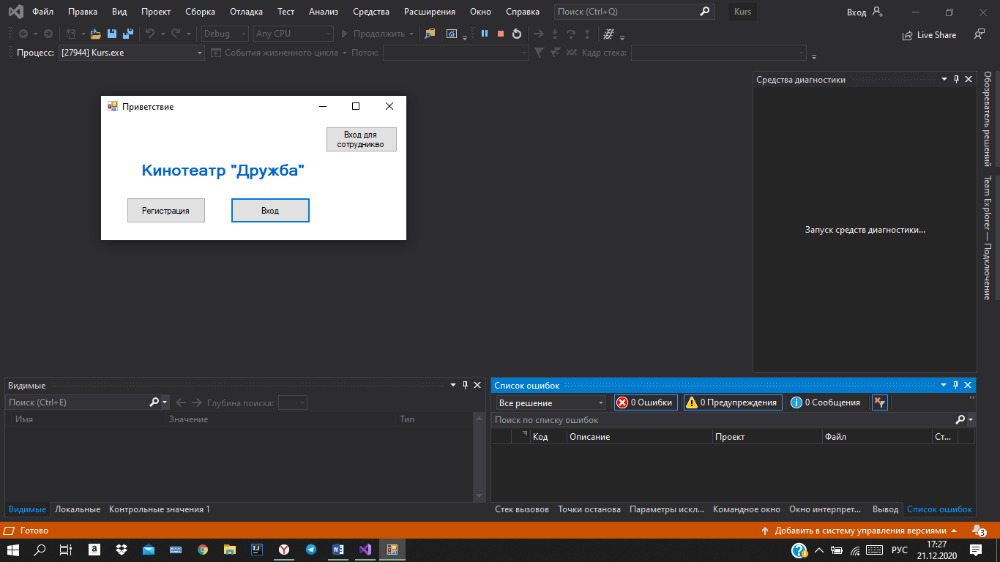 Файл Правка Вид Проект Сборка Отладка Тест Анализ Средства Расширения Окно Справка Поиск (Ctrl+Q) Kurs Вход
Debug Any CPU Продолжить Live Share
Процесс: [27944] Kurs.exe События жизненного цикла Поток: Кадр стека:
Средства диагностики
Запуск средств диагностики...
Обозреватель решений
Team Explorer — Подключение
Приветствие
Вход для
сотрудникво
Кинотеатр "Дружба"
Регистрация Вход
Видимые
Поиск (Ctrl+E) Глубина поиска:
Имя Значение Тип
Видимые Локальные Контрольные значения 1
Список ошибок
Все решение 0 Ошибки 0 Предупреждения 0 Сообщения
Поиск по списку ошибок
Код Описание Проект Файл Ст...
Стек вызовов Точки останова Параметры искл... Командное окно Окно интерпрет... Вывод Список ошибок
Готово Добавить в систему управления версиями 3
РУС 17:27
21.12.2020